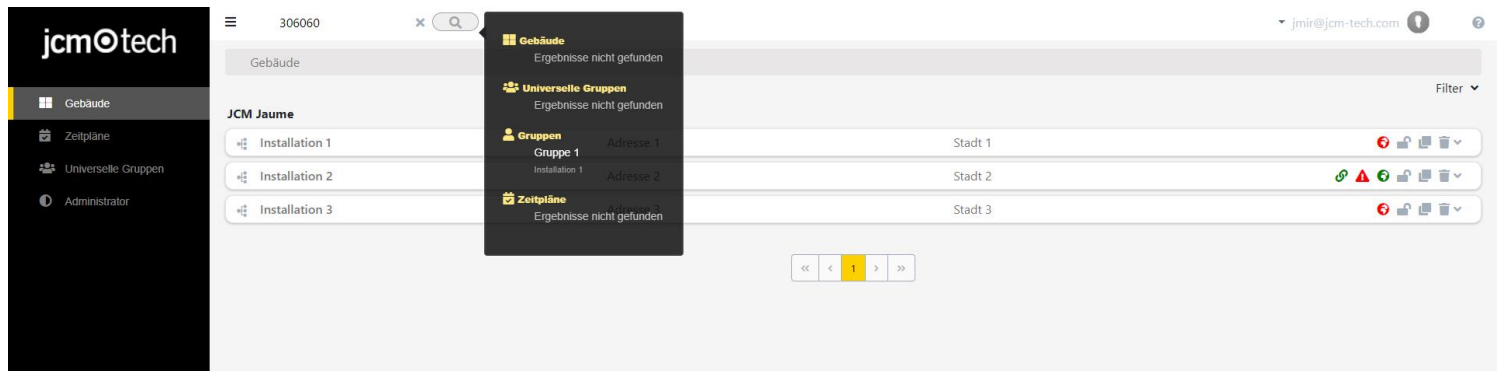 jcm tech
306060
jmir@jcm-tech.com
Gebäude
Zeitpläne
Universelle Gruppen
Administrator
Gebäude
Filter
JCM Jaume
Installation 1 Adresse 1 Stadt 1
Installation 2 Adresse 2 Stadt 2
Installation 3 Adresse 3 Stadt 3
Gebäude
Ergebnisse nicht gefunden
Universelle Gruppen
Ergebnisse nicht gefunden
Gruppen
Gruppe 1
Installation 1
Zeitpläne
Ergebnisse nicht gefunden
« < 1 > »